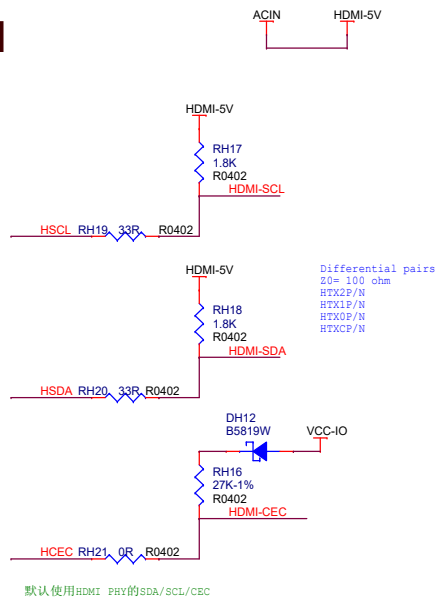 ACIN HDMI-5V
HDMI-5V
RH17
1.8K
R0402
HDMI-SCL
HSCL RH19 33R R0402
HDMI-5V
RH18
1.8K
R0402
HDMI-SDA
HSDA RH20 33R R0402
Differential pairs
Z0= 100 ohm
HTX2P/N
HTX1P/N
HTX0P/N
HTXCP/N
DH12
B5819W
VCC-IO
RH16
27K-1%
R0402
HDMI-CEC
HCEC RH21 0R R0402
默认使用HDMI PHY的SDA/SCL/CEC